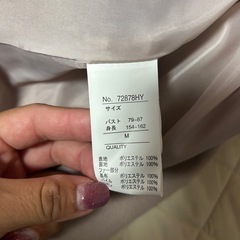 No. 72878HY
サイズ
バスト 79-87
身長 154-162
M
QUALITY
表地 ポリエステル 100%
裏地 ポリエステル 100%
ファー部分
ポリエステル 100%
ポリエステル 100%